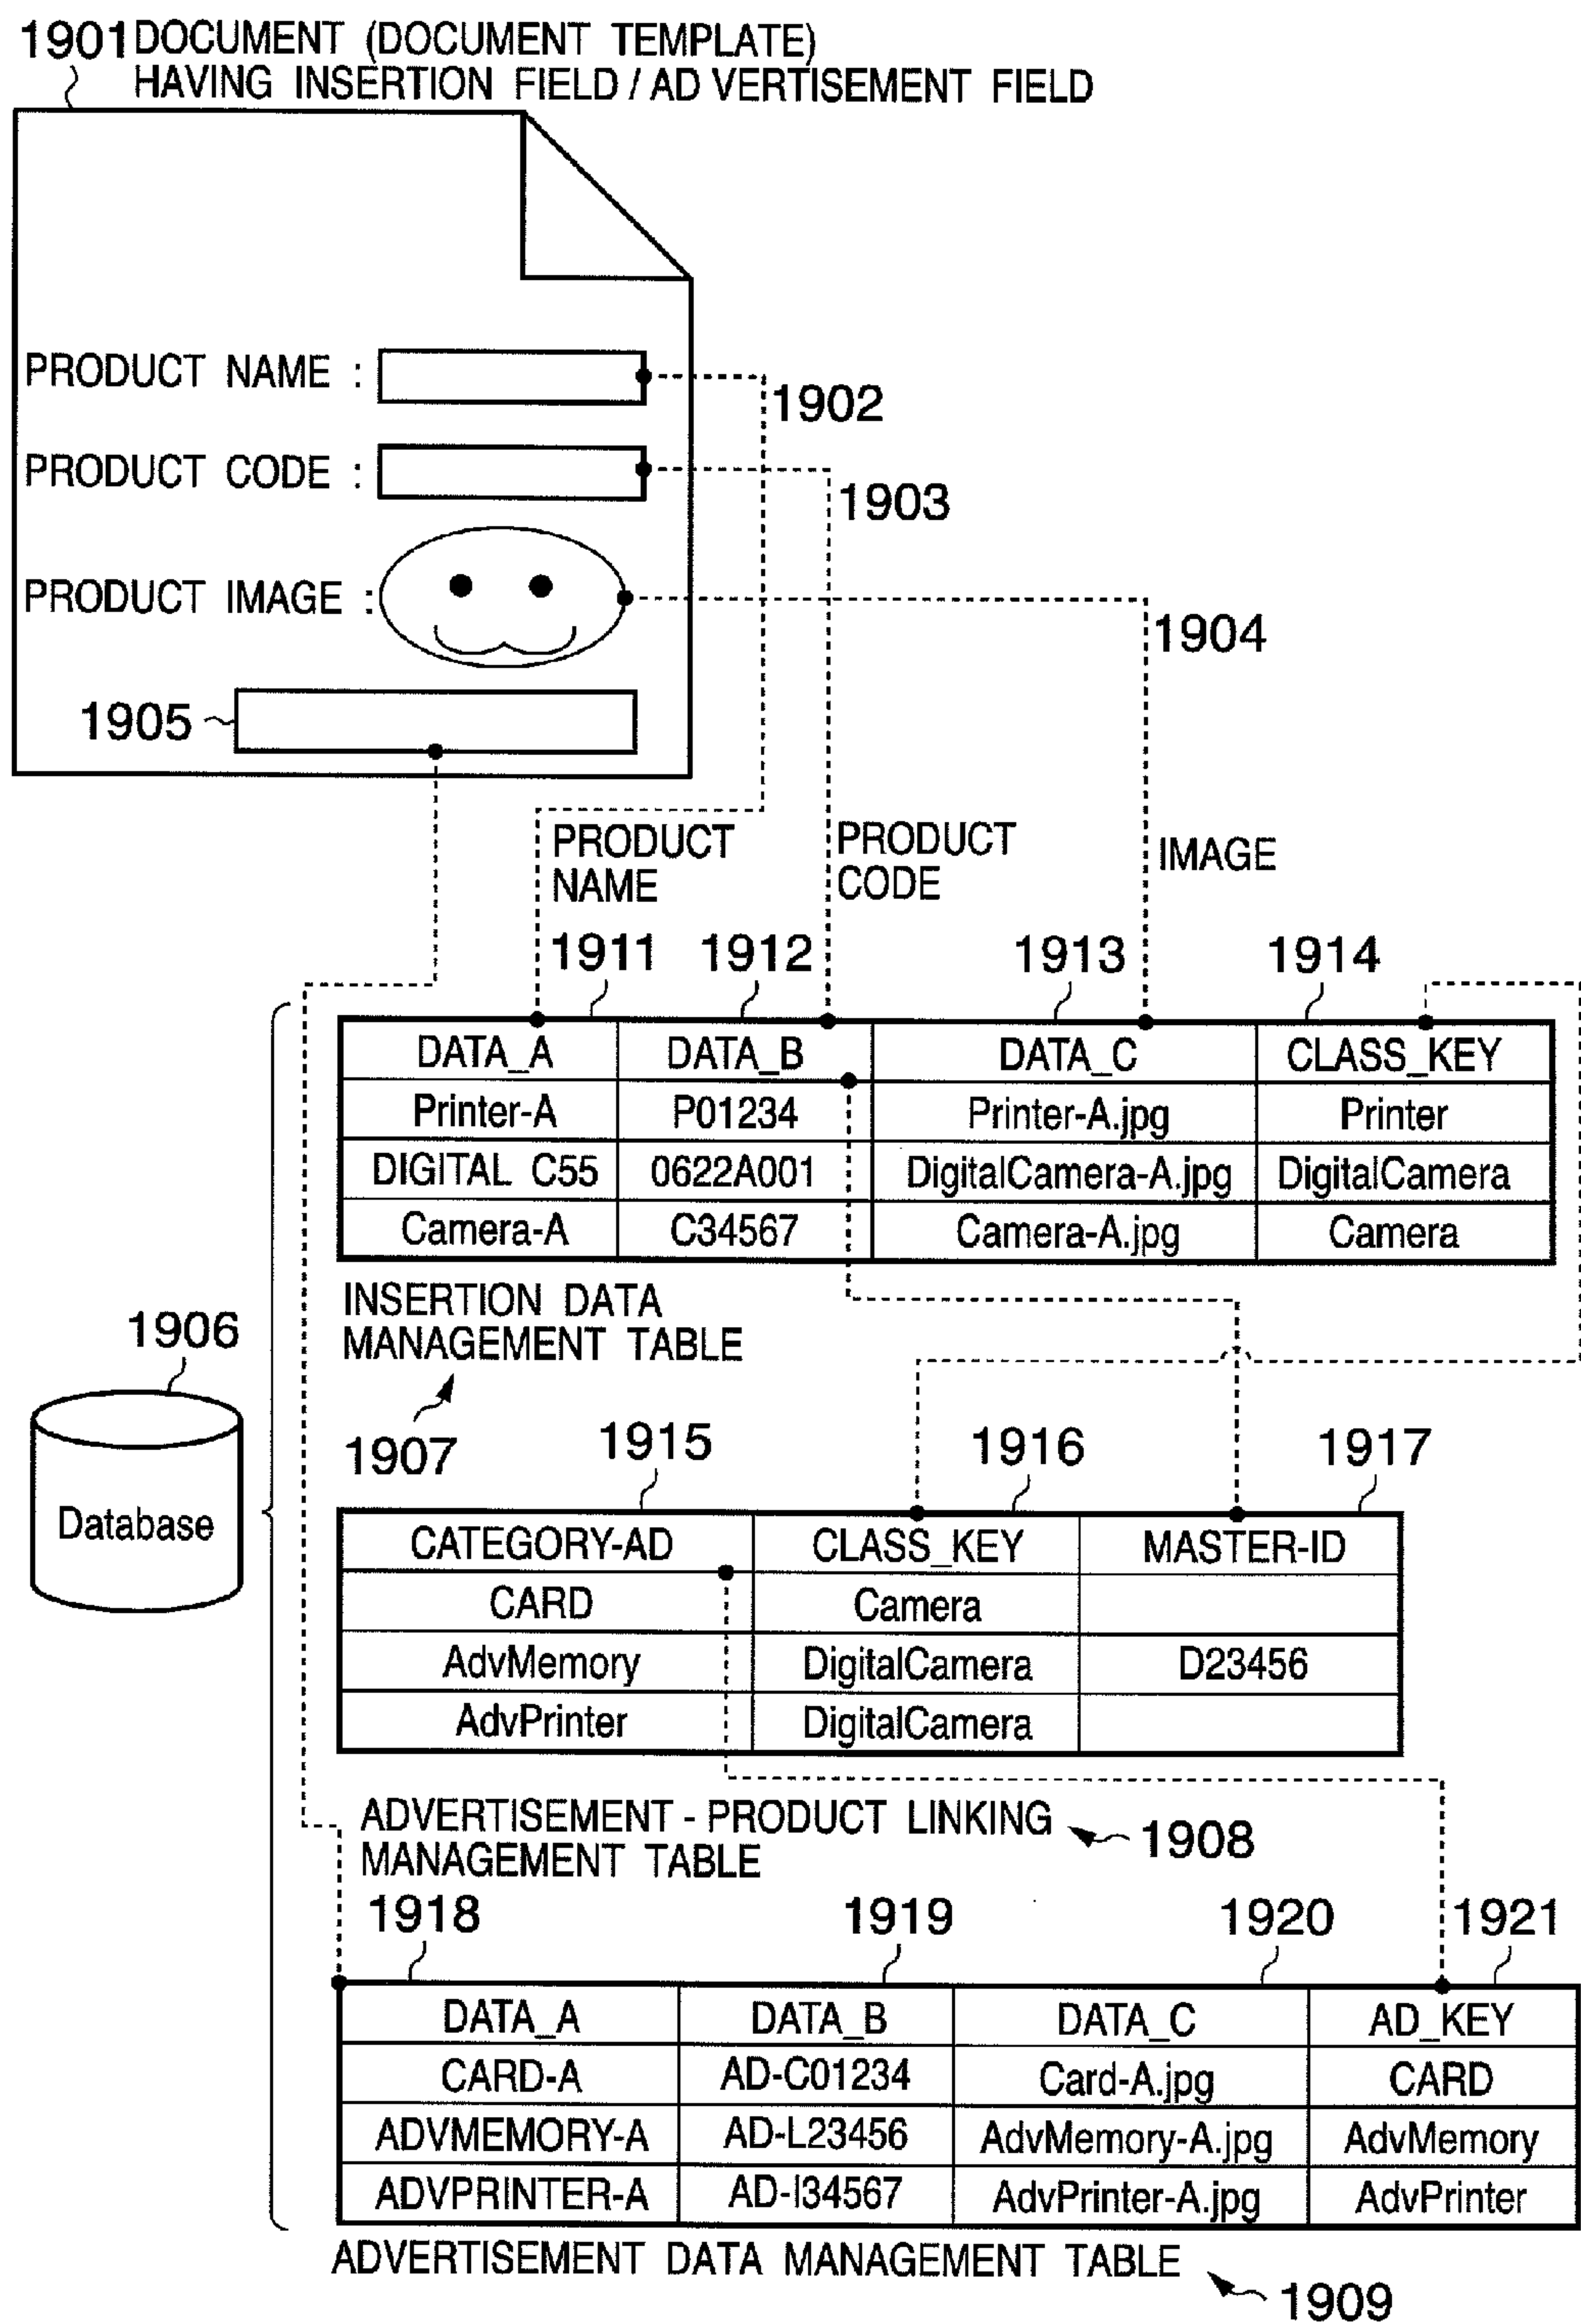 1901 DOCUMENT (DOCUMENT TEMPLATE)
HAVING INSERTION FIELD / AD VERTISEMENT FIELD
PRODUCT NAME :
1902
PRODUCT CODE :
1903
PRODUCT IMAGE :
1904
1905
PRODUCT NAME
PRODUCT CODE
IMAGE
1911 1912 1913 1914
DATA_A DATA_B DATA_C CLASS_KEY
Printer-A P01234 Printer-A.jpg Printer
DIGITAL C55 0622A001 DigitalCamera-A.jpg DigitalCamera
Camera-A C34567 Camera-A.jpg Camera
INSERTION DATA
MANAGEMENT TABLE
1907
1906
Database
1915 1916 1917
CATEGORY-AD CLASS_KEY MASTER-ID
CARD Camera
AdvMemory DigitalCamera D23456
AdvPrinter DigitalCamera
ADVERTISEMENT - PRODUCT LINKING
MANAGEMENT TABLE
1908
1918 1919 1920 1921
DATA_A DATA_B DATA_C AD_KEY
CARD-A AD-C01234 Card-A.jpg CARD
ADVMEMORY-A AD-L23456 AdvMemory-A.jpg AdvMemory
ADVPRINTER-A AD-I34567 AdvPrinter-A.jpg AdvPrinter
ADVERTISEMENT DATA MANAGEMENT TABLE
1909